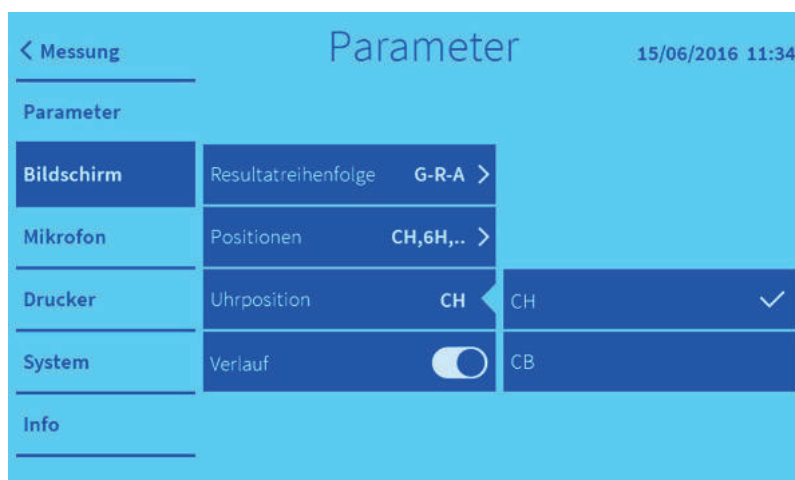 Messung
Parameter
15/06/2016 11:34
Parameter
Bildschirm
Resultatreihenfolge G-R-A
Mikrofon
Positionen CH,6H,..
Drucker
Uhrposition CH
CH
System
Verlauf
CB
Info